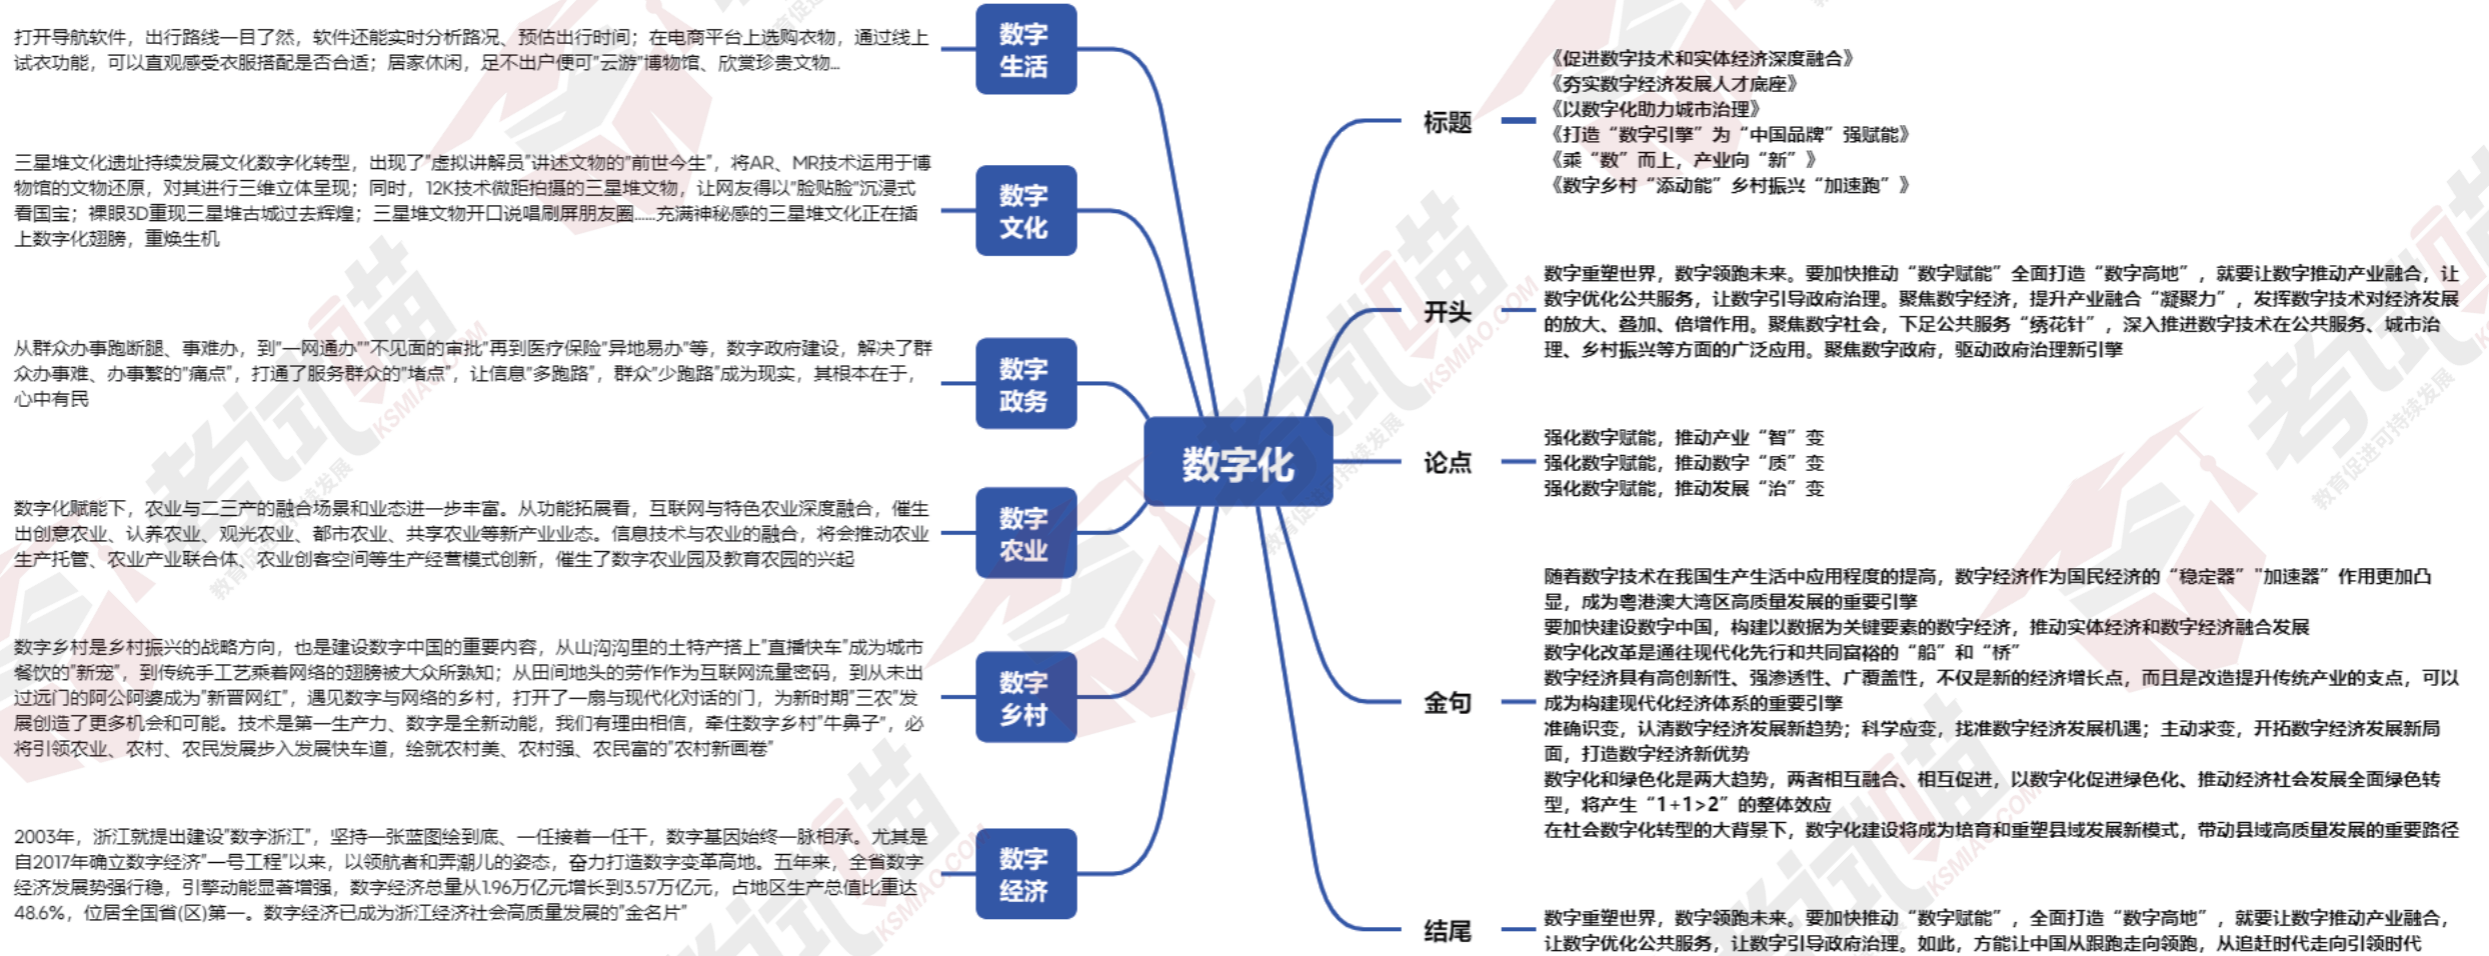 数字化
数字
生活
打开导航软件，出行路线一目了然，软件还能实时分析路况、预估出行时间；在电商平台上选购衣物，通过线上
试衣功能，可以直观感受衣服搭配是否合适；居家休闲，足不出户便可"云游"博物馆、欣赏珍贵文物...
数字
文化
三星堆文化遗址持续发展文化数字化转型，出现了"虚拟讲解员"讲述文物的"前世今生"，将AR、MR技术运用于博
物馆的文物还原，对其进行三维立体呈现；同时，12K技术微距拍摄的三星堆文物，让网友得以"脸贴脸"沉浸式
看国宝；裸眼3D重现三星堆古城过去辉煌；三星堆文物开口说唱刷屏朋友圈......充满神秘感的三星堆文化正在插
上数字化翅膀，重焕生机
数字
政务
从群众办事跑断腿、事难办，到"一网通办""不见面的审批"再到医疗保险"异地易办"等，数字政府建设，解决了群
众办事难、办事繁的"痛点"，打通了服务群众的"堵点"，让信息"多跑路"，群众"少跑路"成为现实，其根本在于，
心中有民
数字
农业
数字化赋能下，农业与二三产的融合场景和业态进一步丰富。从功能拓展看，互联网与特色农业深度融合，催生
出创意农业、认养农业、观光农业、都市农业、共享农业等新产业业态。信息技术与农业的融合，将会推动农业
生产托管、农业产业联合体、农业创客空间等生产经营模式创新，催生了数字农业园及教育农园的兴起
数字
乡村
数字乡村是乡村振兴的战略方向，也是建设数字中国的重要内容，从山沟沟里的土特产搭上"直播快车"成为城市
餐饮的"新宠"，到传统手工艺乘着网络的翅膀被大众所熟知；从田间地头的劳作作为互联网流量密码，到从未出
过远门的阿公阿婆成为"新晋网红"，遇见数字与网络的乡村，打开了一扇与现代化对话的门，为新时期"三农"发
展创造了更多机会和可能。技术是第一生产力、数字是全新动能，我们有理由相信，牵住数字乡村"牛鼻子"，必
将引领农业、农村、农民发展步入发展快车道，绘就农村美、农村强、农民富的"农村新画卷"
数字
经济
2003年，浙江就提出建设"数字浙江"，坚持一张蓝图绘到底、一任接着一任干，数字基因始终一脉相承。尤其是
自2017年确立数字经济"一号工程"以来，以领航者和弄潮儿的姿态，奋力打造数字变革高地。五年来，全省数字
经济发展势强行稳，引擎动能显著增强，数字经济总量从1.96万亿元增长到3.57万亿元，占地区生产总值比重达
48.6%，位居全国省(区)第一。数字经济已成为浙江经济社会高质量发展的"金名片"
标题
《促进数字技术和实体经济深度融合》
《夯实数字经济发展人才底座》
《以数字化助力城市治理》
《打造“数字引擎”为“中国品牌”强赋能》
《乘“数”而上，产业向“新”》
《数字乡村“添动能”乡村振兴“加速跑”》
开头
数字重塑世界，数字领跑未来。要加快推动“数字赋能”全面打造“数字高地”，就要让数字推动产业融合，让
数字优化公共服务，让数字引导政府治理。聚焦数字经济，提升产业融合“凝聚力”，发挥数字技术对经济发展
的放大、叠加、倍增作用。聚焦数字社会，下足公共服务“绣花针”，深入推进数字技术在公共服务、城市治
理、乡村振兴等方面的广泛应用。聚焦数字政府，驱动政府治理新引擎
论点
强化数字赋能，推动产业“智”变
强化数字赋能，推动数字“质”变
强化数字赋能，推动发展“治”变
金句
随着数字技术在我国生产生活中应用程度的提高，数字经济作为国民经济的“稳定器”"加速器”作用更加凸
显，成为粤港澳大湾区高质量发展的重要引擎
要加快建设数字中国，构建以数据为关键要素的数字经济，推动实体经济和数字经济融合发展
数字化改革是通往现代化先行和共同富裕的“船”和“桥”
数字经济具有高创新性、强渗透性、广覆盖性，不仅是新的经济增长点，而且是改造提升传统产业的支点，可以
成为构建现代化经济体系的重要引擎
准确识变，认清数字经济发展新趋势；科学应变，找准数字经济发展机遇；主动求变，开拓数字经济发展新局
面，打造数字经济新优势
数字化和绿色化是两大趋势，两者相互融合、相互促进，以数字化促进绿色化、推动经济社会发展全面绿色转
型，将产生“1+1>2”的整体效应
在社会数字化转型的大背景下，数字化建设将成为培育和重塑县域发展新模式，带动县域高质量发展的重要路径
结尾
数字重塑世界，数字领跑未来。要加快推动“数字赋能”，全面打造“数字高地”，就要让数字推动产业融合，
让数字优化公共服务，让数字引导政府治理。如此，方能让中国从跟跑走向领跑，从追赶时代走向引领时代
考试喵
KSMIAO.COM
教育促进可持续发展